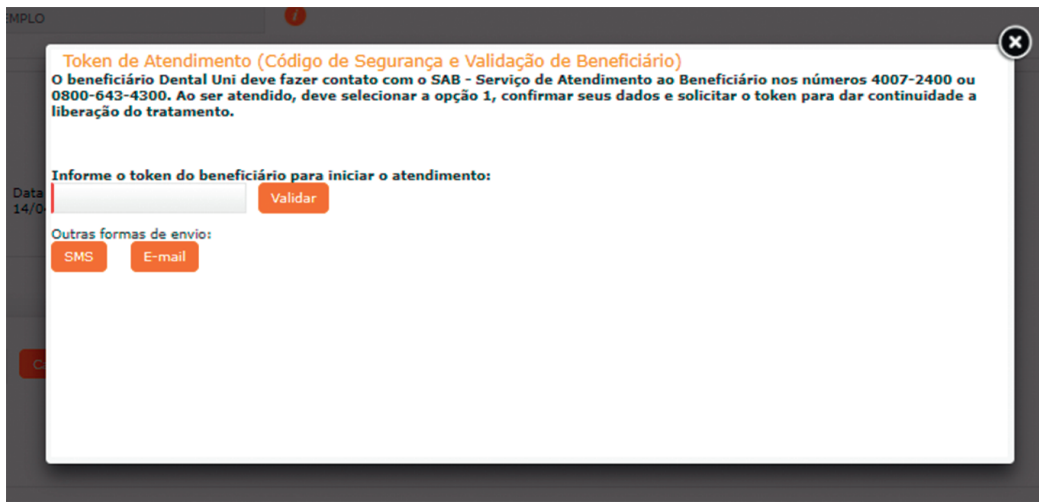 EMPLO
Token de Atendimento (Código de Segurança e Validação de Beneficiário)
O beneficiário Dental Uni deve fazer contato com o SAB - Serviço de Atendimento ao Beneficiário nos números 4007-2400 ou
0800-643-4300. Ao ser atendido, deve selecionar a opção 1, confirmar seus dados e solicitar o token para dar continuidade a
liberação do tratamento.
Informe o token do beneficiário para iniciar o atendimento:
Data
14/0
Validar
Outras formas de envio:
SMS E-mail